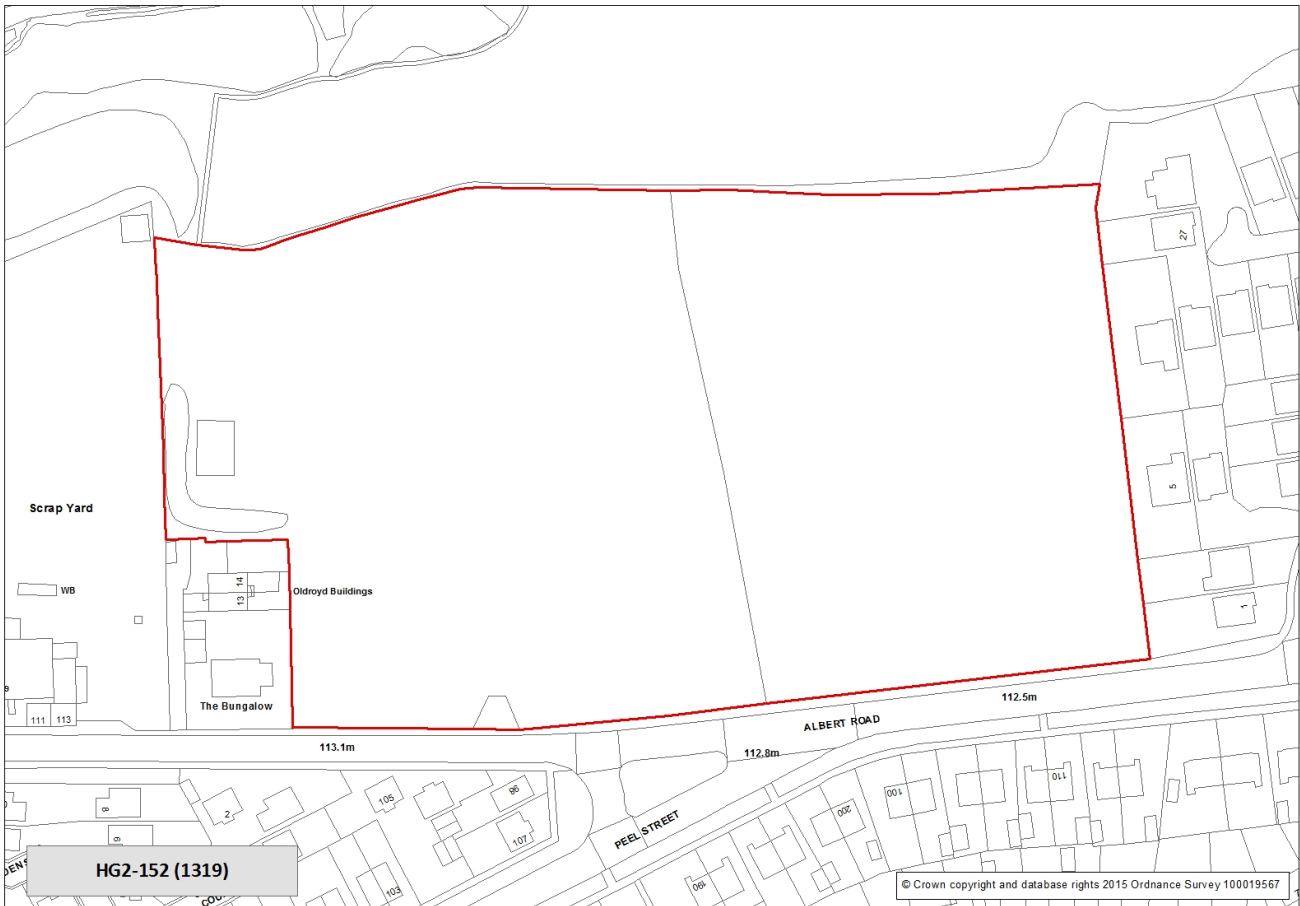 27
5
1
Scrap Yard
WB
14
13
Oldroyd Buildings
The Bungalow
111
113
113.1m
112.5m
ALBERT ROAD
112.8m
PEEL STREET
8
2
105
98
107
103
200
190
100
110
HG2-152 (1319)
© Crown copyright and database rights 2015 Ordnance Survey 100019567